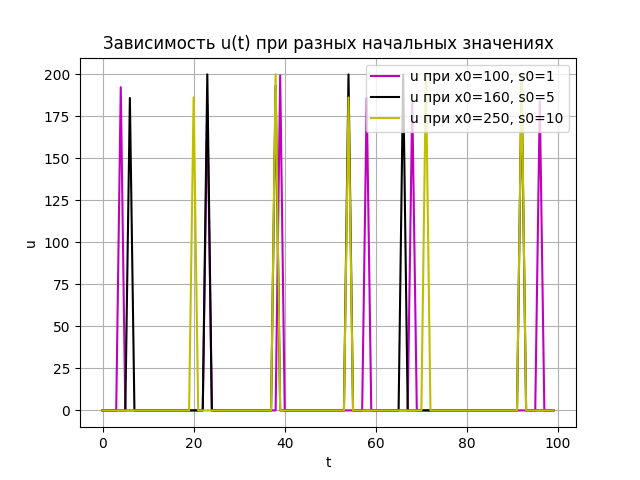 Зависимость u(t) при разных начальных значениях
u при x0=100, s0=1
u при x0=160, s0=5
u при x0=250, s0=10
200
175
150
125
100
75
50
25
0
u
0 20 40 60 80 100
t